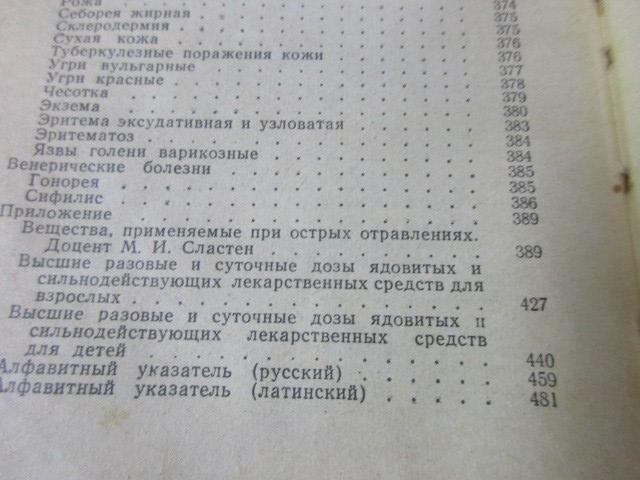 Рожа . . . . . . . . . 374
Себорея жирная . . . . . . . . . 375
Склеродермия . . . . . . . . . 375
Сухая кожа . . . . . . . . . 376
Туберкулезные поражения кожи . . . . . . 376
Угри вульгарные . . . . . . . . . 377
Угри красные . . . . . . . . . 378
Чесотка . . . . . . . . . 379
Экзема . . . . . . . . . 380
Эритема эксудативная и узловатая . . . . . 383
Эритематоз . . . . . . . . . 384
Язвы голени варикозные . . . . . . . 384
Венерические болезни . . . . . . . . . 385
Гонорея . . . . . . . . . 385
Сифилис . . . . . . . . . 386
Приложение . . . . . . . . . 389
Вещества, применяемые при острых отравлениях.
Доцент М. И. Сластен . . . . . . . 389
Высшие разовые и суточные дозы ядовитых и
сильнодействующих лекарственных средств для
взрослых . . . . . . . . . 427
Высшие разовые и суточные дозы ядовитых и
сильнодействующих лекарственных средств
для детей . . . . . . . . . 440
Алфавитный указатель (русский) . . . . . . 459
Алфавитный указатель (латинский) . . . . . 481